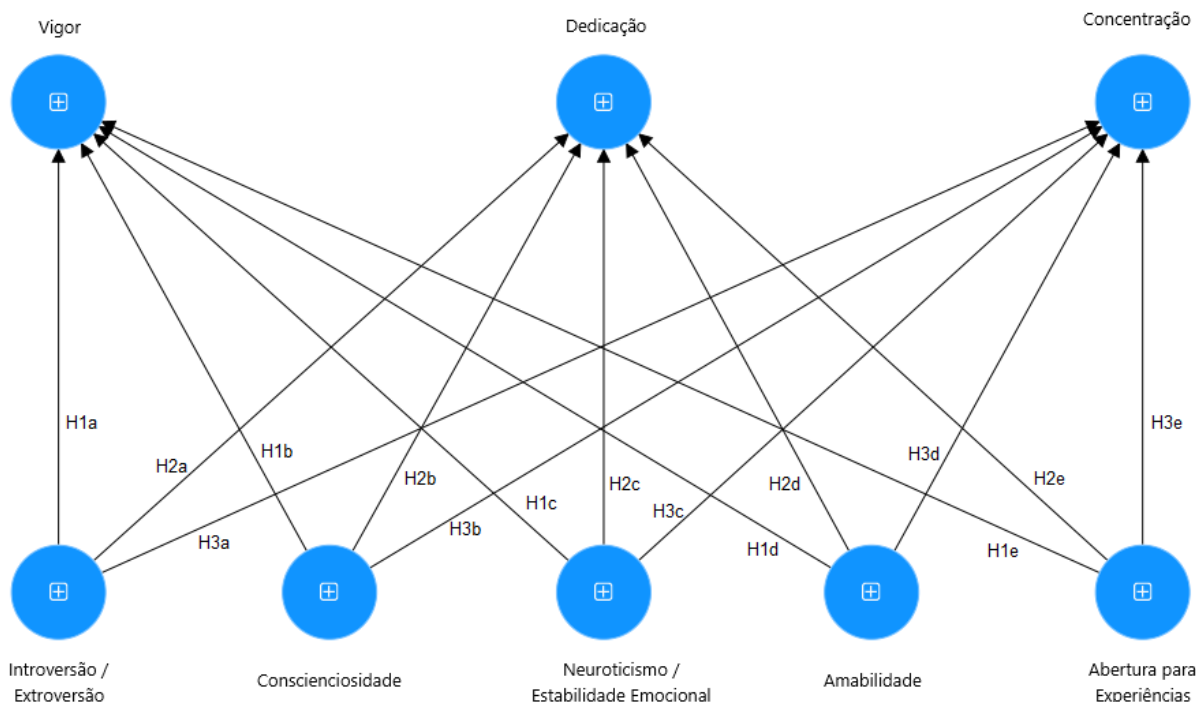 Vigor
Dedicação
Concentração
H1a
H2a
H3a
H1b
H2b
H3b
H1c
H2c
H3c
H1d
H2d
H3d
H1e
H2e
H3e
Introversão /
Extroversão
Conscienciosidade
Neuroticismo /
Estabilidade Emocional
Amabilidade
Abertura para
Experiências